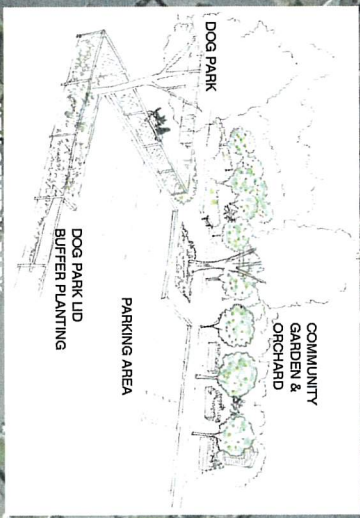 DOG PARK
COMMUNITY
GARDEN &
ORCHARD
DOG PARK LID
BUFFER PLANTING
PARKING AREA